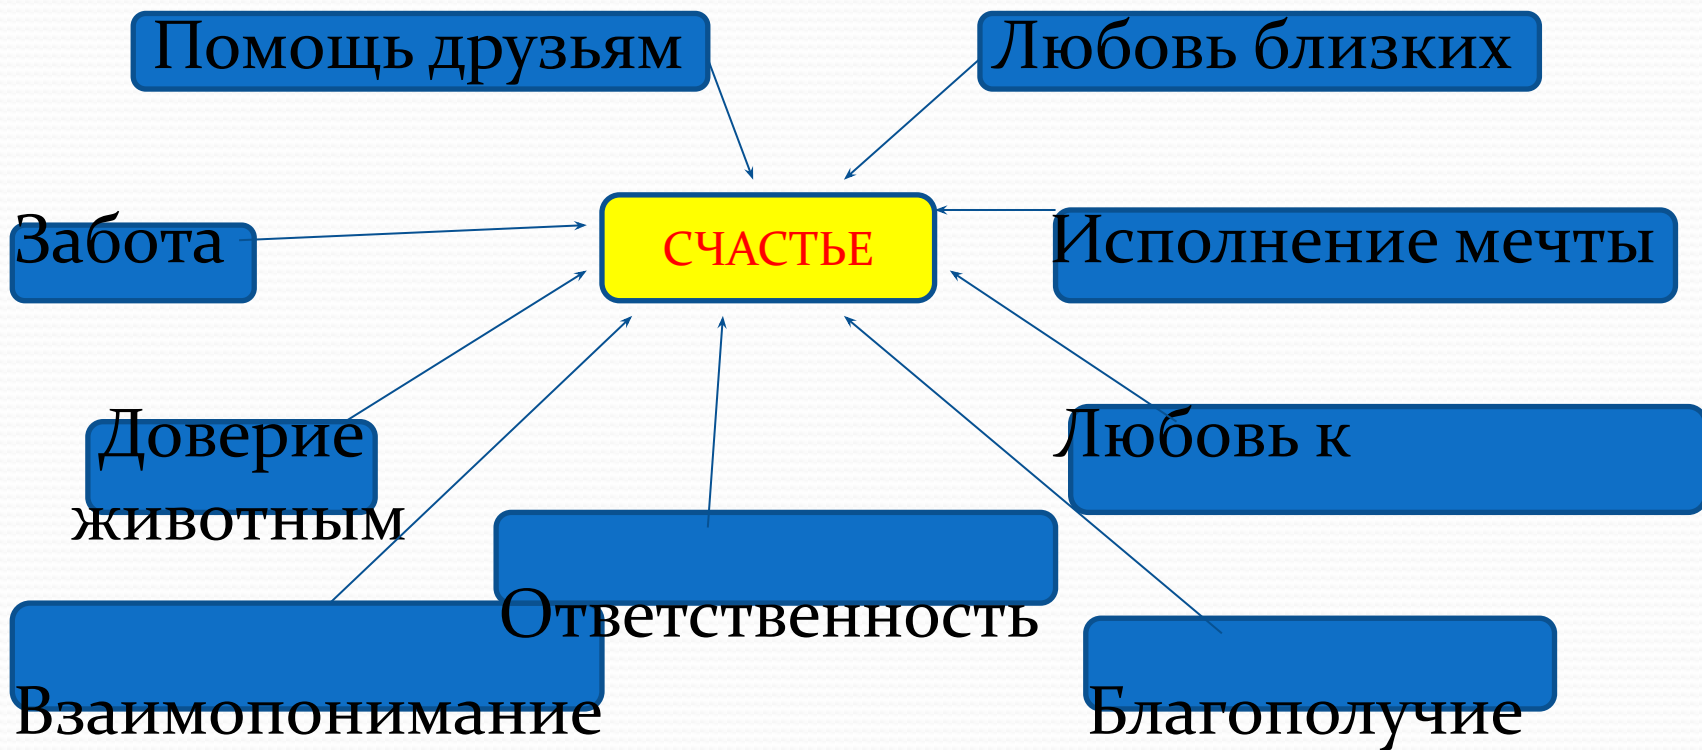 Помощь друзьям
Любовь близких
СЧАСТЬЕ
Забота
Исполнение мечты
Доверие
Любовь к
животным
Ответственность
Взаимопонимание
Благополучие